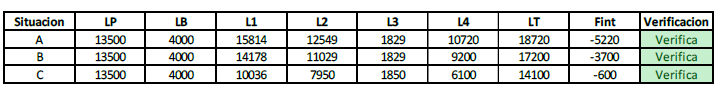 Situacion LP LB L1 L2 L3 L4 LT Fint Verificacion
A 13500 4000 15814 12549 1829 10720 18720 -5220 Verifica
B 13500 4000 14178 11029 1829 9200 17200 -3700 Verifica
C 13500 4000 10036 7950 1850 6100 14100 -600 Verifica